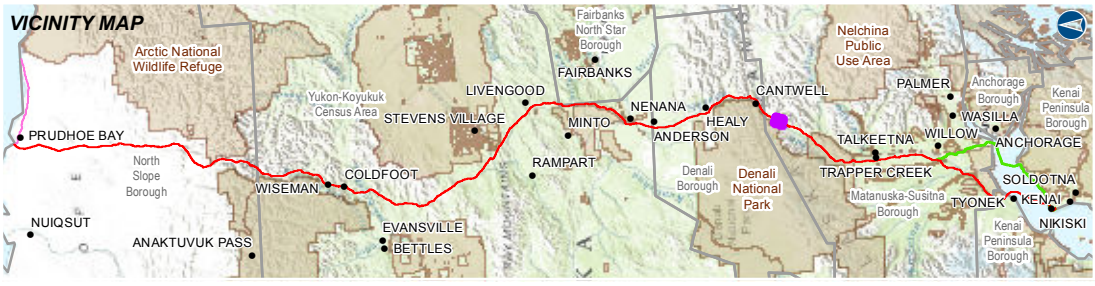 VICINITY MAP
Arctic National
Wildlife Refuge
Yukon-Koyukuk
Census Area
STEVENS VILLAGE
LIVENGOOD
Fairbanks
North Star
Borough
FAIRBANKS
MINTO
RAMPART
NENANA
ANDERSON
HEALY
CANTWELL
Nelchina
Public
Use Area
PALMER
Anchorage
Borough
WASILLA
Kenai
Peninsula
Borough
TALKEETNA
WILLOW
ANCHORAGE
TRAPPER CREEK
SOLDOTNA
Matanuska-Susitna
Borough
TYONEK
KENAI
NIKISKI
Kenai
Peninsula
Borough
Denali
Borough
Denali
National
Park
PRUDHOE BAY
North
Slope
Borough
WISEMAN
COLDFOOT
NUIQSUT
ANAKTUVUK PASS
EVANSVILLE
BETTLES